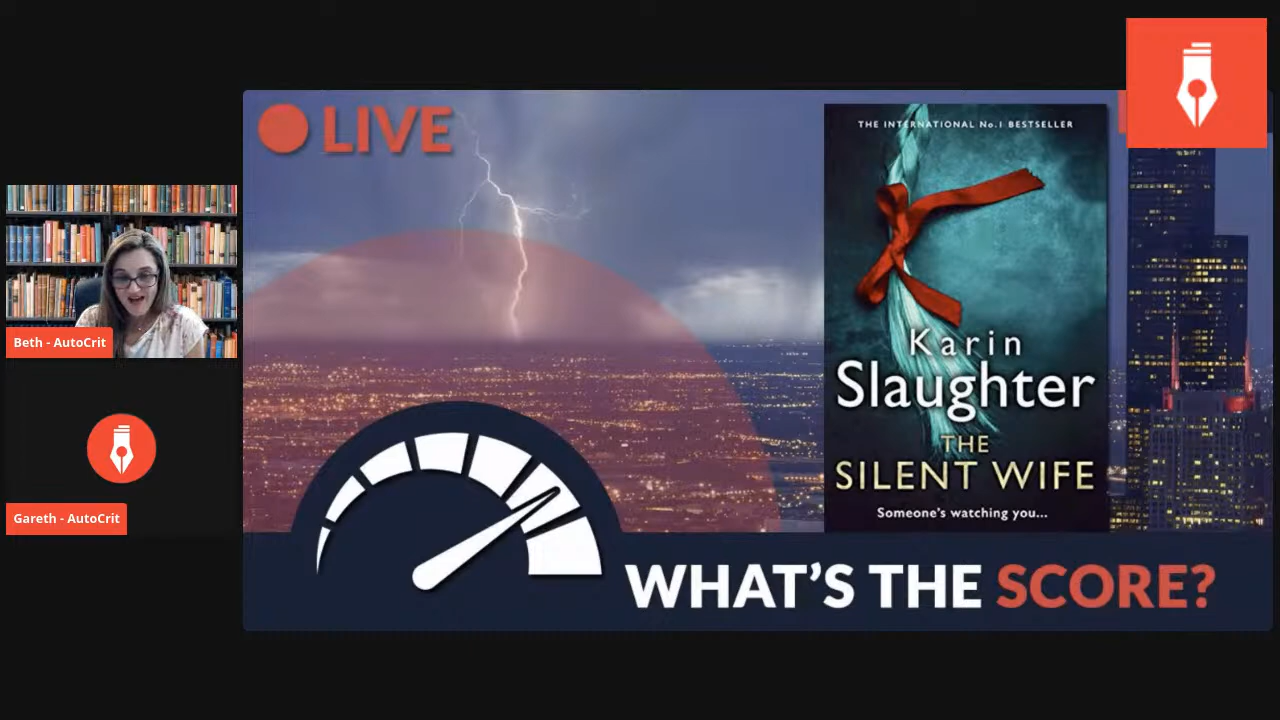 LIVE
THE INTERNATIONAL No.1 BESTSELLER
Karin
Slaughter
THE
SILENT WIFE
Someone's watching you...
WHAT'S THE SCORE?
Beth - AutoCrit
Gareth - AutoCrit